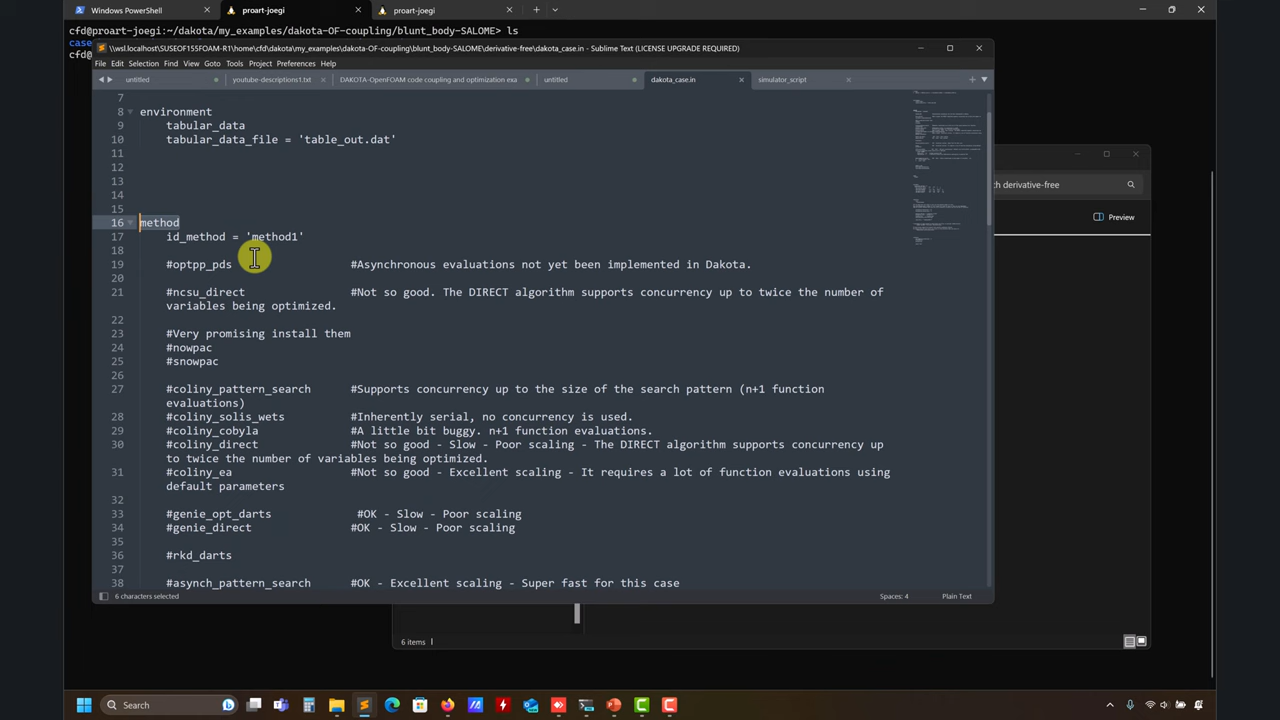 Windows PowerShell
proart-joegi
proart-joegi
cfd@proart-joegi:~/dakota/my_examples/dakota-OF-coupling/blunt_body-SALOME> ls
case
cfd@
\\wsl.localhost\SUSEOF155FOAM-R1\home\cfd\dakota\my_examples\dakota-OF-coupling\blunt_body-SALOME\derivative-free\dakota_case.in - Sublime Text (LICENSE UPGRADE REQUIRED)
File Edit Selection Find View Goto Tools Project Preferences Help
untitled
youtube-descriptions1.txt
DAKOTA-OpenFOAM code coupling and optimization exa
untitled
dakota_case.in
simulator_script
7
8 environment
9 tabular_data
10 tabular_data_file = 'table_out.dat'
11
12
13
14
15
16 method
17 id_method = 'method1'
18
19 #optpp_pds #Asynchronous evaluations not yet been implemented in Dakota.
20
21 #ncsu_direct #Not so good. The DIRECT algorithm supports concurrency up to twice the number of
variables being optimized.
22
23 #Very promising install them
24 #nowpac
25 #snowpac
26
27 #coliny_pattern_search #Supports concurrency up to the size of the search pattern (n+1 function
evaluations)
28 #coliny_solis_wets #Inherently serial, no concurrency is used.
29 #coliny_cobyla #A little bit buggy. n+1 function evaluations.
30 #coliny_direct #Not so good - Slow - Poor scaling - The DIRECT algorithm supports concurrency up
to twice the number of variables being optimized.
31 #coliny_ea #Not so good - Excellent scaling - It requires a lot of function evaluations using
default parameters
32
33 #genie_opt_darts #OK - Slow - Poor scaling
34 #genie_direct #OK - Slow - Poor scaling
35
36 #rkd_darts
37
38 #asynch_pattern_search #OK - Excellent scaling - Super fast for this case
6 characters selected
Spaces: 4
Plain Text
h derivative-free
Preview
6 items
Search